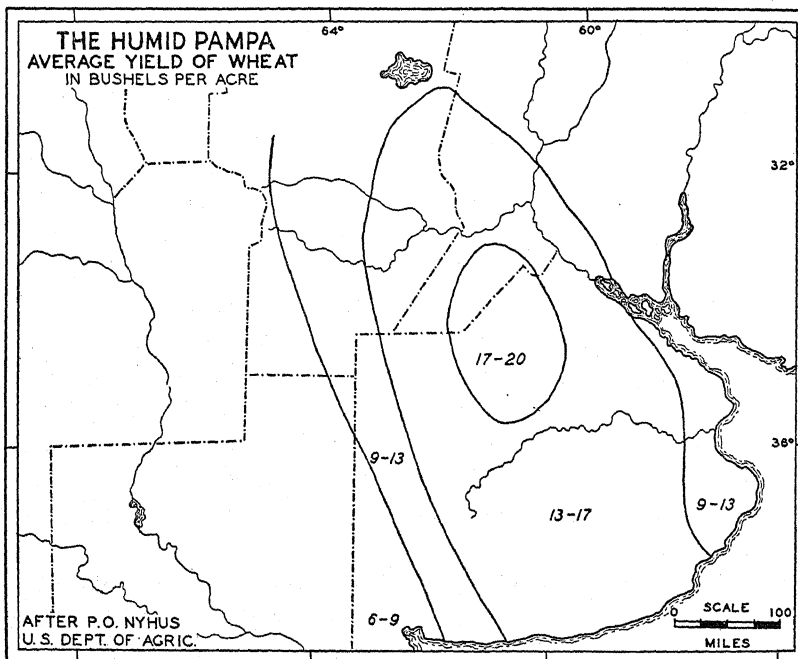 64°
60°
THE HUMID PAMPA
AVERAGE YIELD OF WHEAT
IN BUSHELS PER ACRE
32°
17-20
36°
9-13
9-13
13-17
6-9
AFTER P.O. NYHUS
U.S. DEPT. OF AGRIC.
0 SCALE 100
MILES